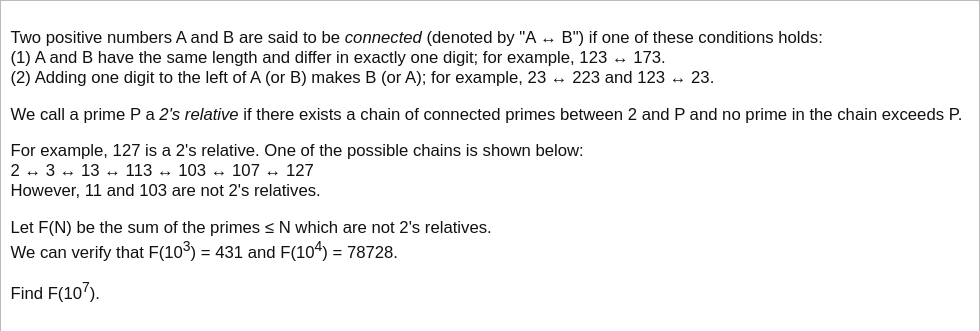 Two positive numbers A and B are said to be connected (denoted by "A ↔ B") if one of these conditions holds:
(1) A and B have the same length and differ in exactly one digit; for example, 123 ↔ 173.
(2) Adding one digit to the left of A (or B) makes B (or A); for example, 23 ↔ 223 and 123 ↔ 23.
We call a prime P a 2's relative if there exists a chain of connected primes between 2 and P and no prime in the chain exceeds P.
For example, 127 is a 2's relative. One of the possible chains is shown below:
2 ↔ 3 ↔ 13 ↔ 113 ↔ 103 ↔ 107 ↔ 127
However, 11 and 103 are not 2's relatives.
Let F(N) be the sum of the primes ≤ N which are not 2's relatives.
We can verify that F(10³) = 431 and F(10⁴) = 78728.
Find F(10⁷).